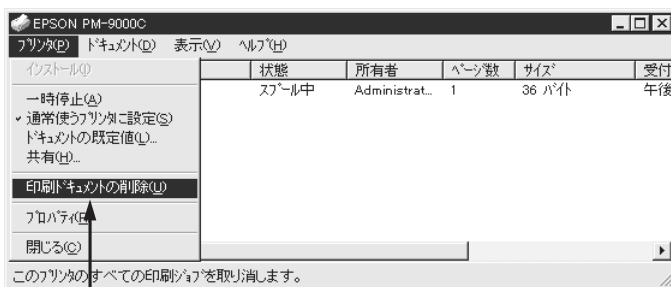 EPSON PM-9000C
プリンタ(P) ドキュメント(D) 表示(V) ヘルプ(H)
インストール(I)
状態 所有者 ページ数 サイズ 受付
スプール中 Administrat... 1 36 バイト 午後
一時停止(A)
通常使うプリンタに設定(S)
ドキュメントの既定値(L)...
共有(H)...
印刷ドキュメントの削除(U)
プロパティ(R)
閉じる(C)
このプリンタのすべての印刷ジョブを取り消します。